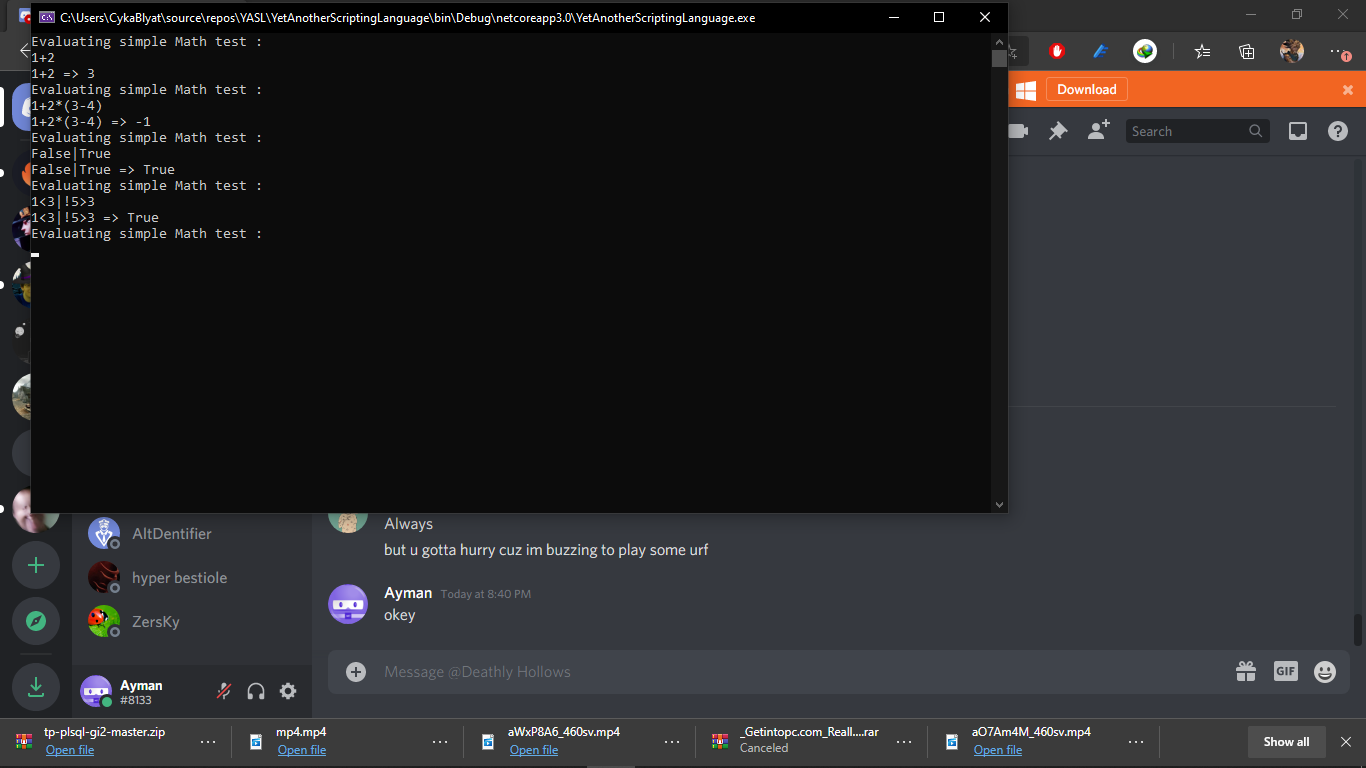 C:\Users\CykaBlyat\source\repos\YASL\YetAnotherScriptingLanguage\bin\Debug\netcoreapp3.0\YetAnotherScriptingLanguage.exe
Evaluating simple Math test :
1+2
1+2 => 3
Evaluating simple Math test :
1+2*(3-4)
1+2*(3-4) => -1
Evaluating simple Math test :
False|True
False|True => True
Evaluating simple Math test :
1<3|!5>3
1<3|!5>3 => True
Evaluating simple Math test :
Download
Search
AltDentifier
hyper bestiole
ZersKy
Ayman
#8133
Always
but u gotta hurry cuz im buzzing to play some urf
Ayman Today at 8:40 PM
okey
Message @Deathly Hollows
GIF
tp-plsql-gi2-master.zip
Open file
mp4.mp4
Open file
aWxP8A6_460sv.mp4
Open file
_Getintopc.com_Reall....rar
Canceled
aO7Am4M_460sv.mp4
Open file
Show all